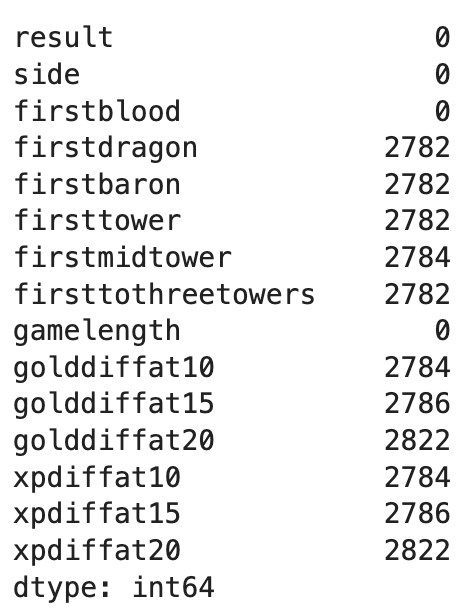 result 0
side 0
firstblood 0
firstdragon 2782
firstbaron 2782
firsttower 2782
firstmidtower 2784
firsttothreetowers 2782
gamelength 0
golddiffat10 2784
golddiffat15 2786
golddiffat20 2822
xpdiffat10 2784
xpdiffat15 2786
xpdiffat20 2822
dtype: int64